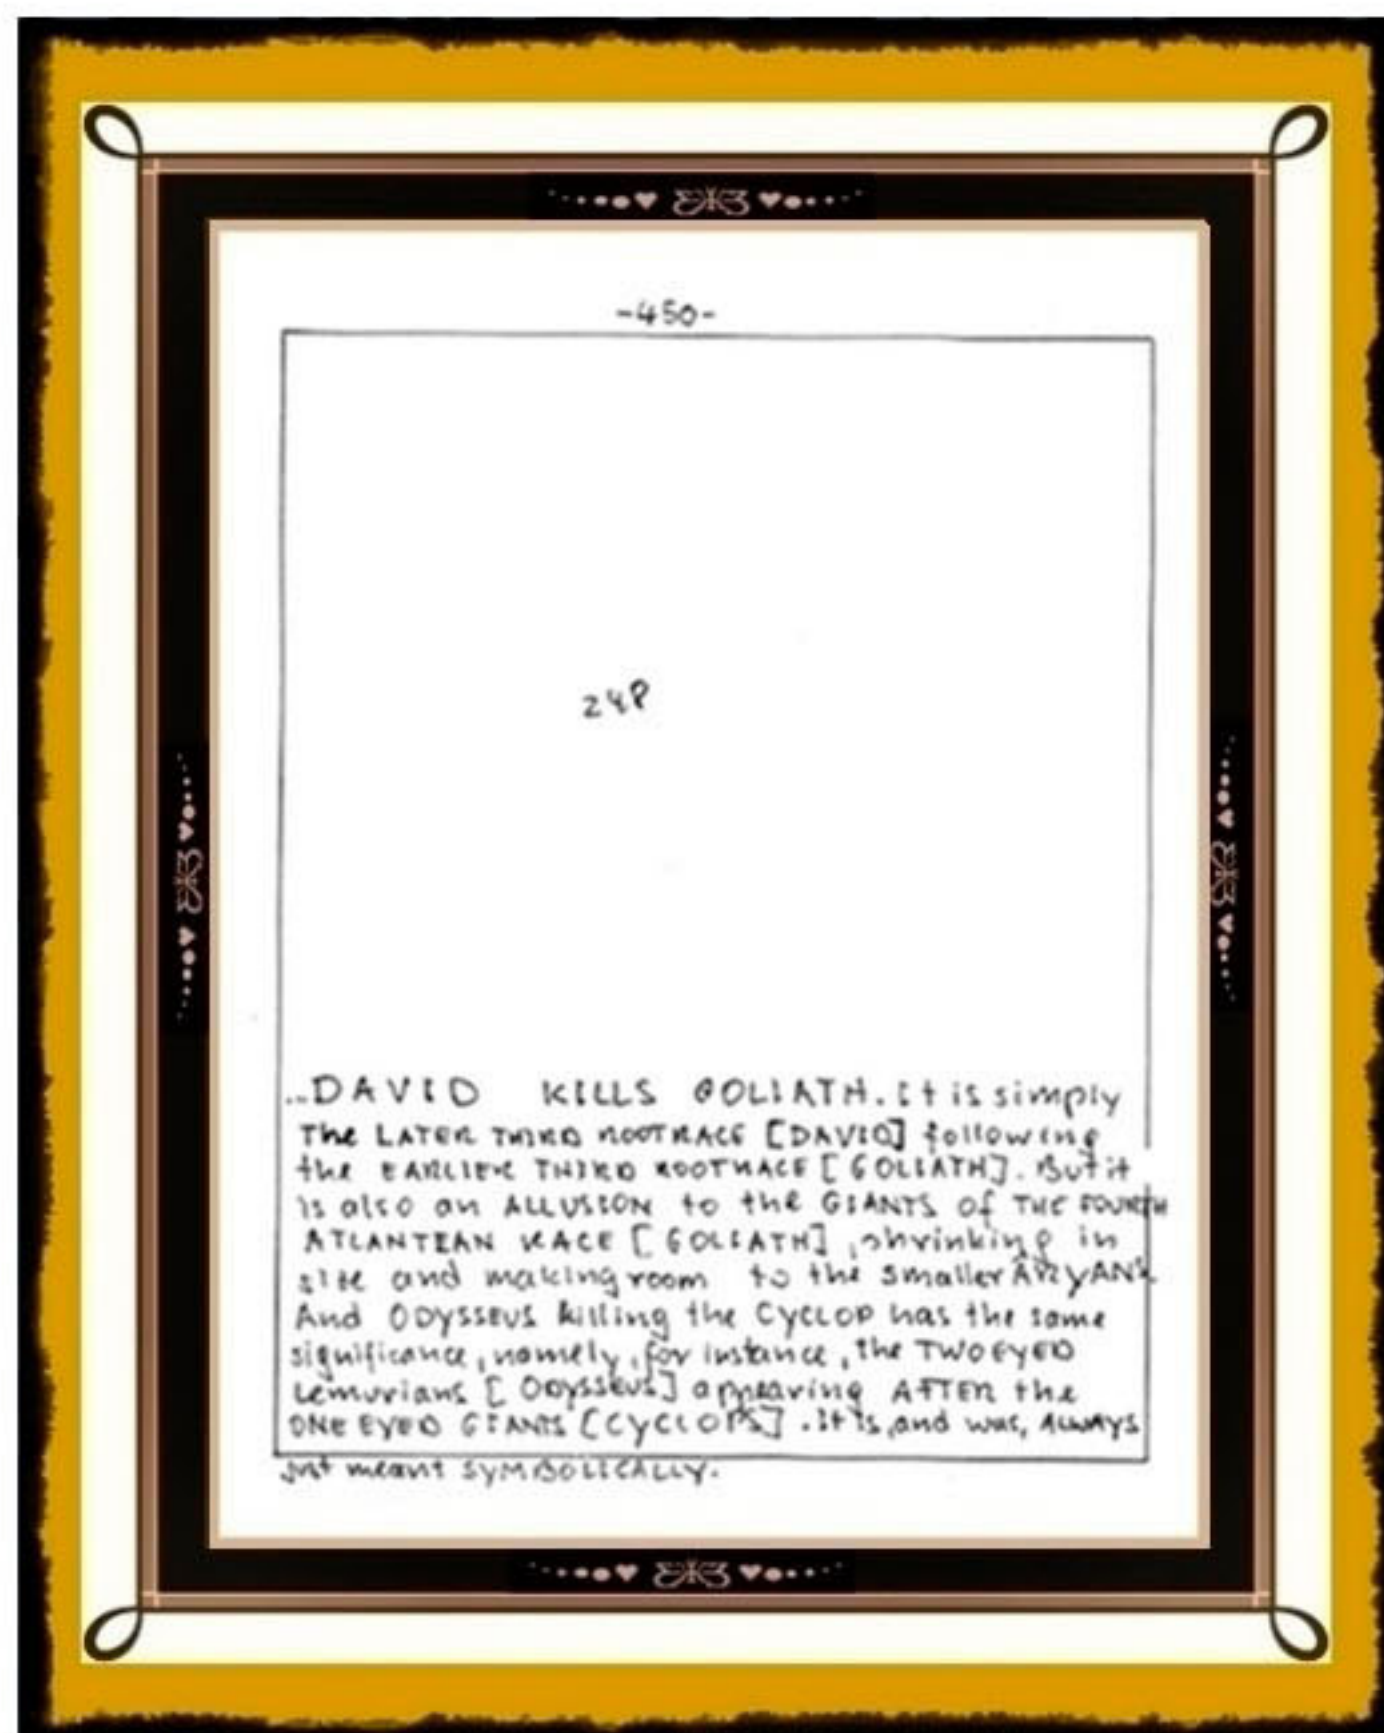 -450-
248
...DAVID KILLS GOLIATH. It is simply
The LATER THIRD ROOTRACE [DAVID] following
the EARLIER THIRD ROOTRACE [GOLIATH]. But it
is also an ALLUSION to the GIANTS of THE FOURTH
ATLANTEAN RACE [GOLIATH], shrinking in
size and making room to the smaller ARYANS.
And ODYSSEUS killing the CYCLOP has the same
significance, namely, for instance, the TWOEYED
Lemurians [ODYSSEUS] appearing AFTER the
ONE EYED GIANTS [CYCLOPS]. It is, and was, ALWAYS
just meant SYMBOLICALLY.